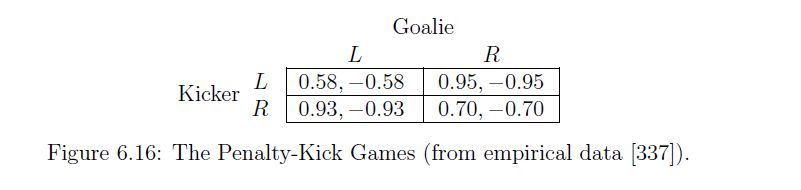 Goalie
L R
Kicker L 0.58, −0.58 0.95, −0.95
R 0.93, −0.93 0.70, −0.70
Figure 6.16: The Penalty-Kick Games (from empirical data [337]).